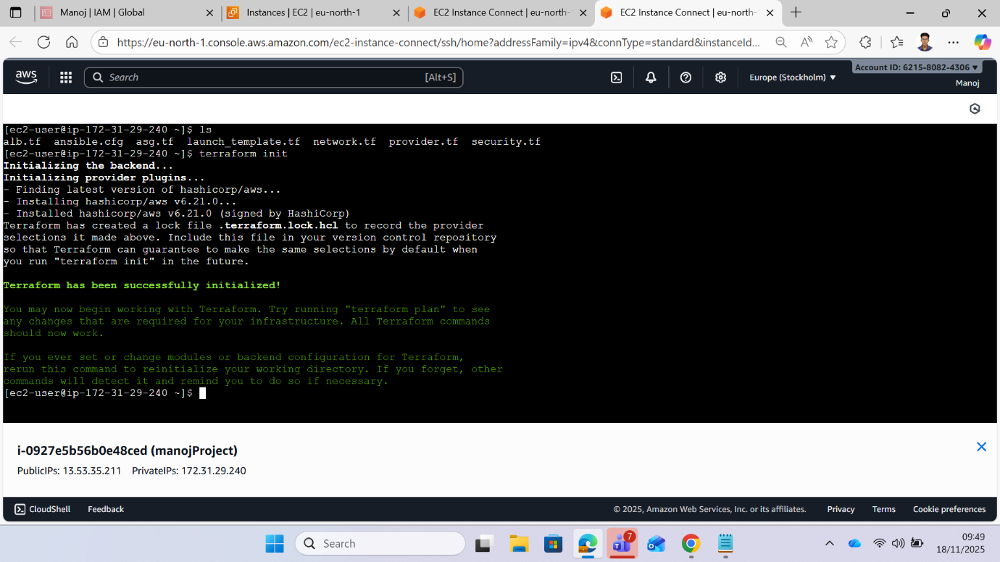 Manoj | IAM | Global
Instances | EC2 | eu-north-1
EC2 Instance Connect | eu-north-1
EC2 Instance Connect | eu-north-
https://eu-north-1.console.aws.amazon.com/ec2-instance-connect/ssh/home?addressFamily=ipv4&connType=standard&instanceId...
aws
Search
[Alt+S]
Europe (Stockholm) ▼
Account ID: 6215-8082-4306 ▼
Manoj
[ec2-user@ip-172-31-29-240 ~]$ ls
alb.tf  ansible.cfg  asg.tf  launch_template.tf  network.tf  provider.tf  security.tf
[ec2-user@ip-172-31-29-240 ~]$ terraform init
Initializing the backend...
Initializing provider plugins...
- Finding latest version of hashicorp/aws...
- Installing hashicorp/aws v6.21.0...
- Installed hashicorp/aws v6.21.0 (signed by HashiCorp)
Terraform has created a lock file .terraform.lock.hcl to record the provider
selections it made above. Include this file in your version control repository
so that Terraform can guarantee to make the same selections by default when
you run "terraform init" in the future.
Terraform has been successfully initialized!
You may now begin working with Terraform. Try running "terraform plan" to see
any changes that are required for your infrastructure. All Terraform commands
should now work.
If you ever set or change modules or backend configuration for Terraform,
rerun this command to reinitialize your working directory. If you forget, other
commands will detect it and remind you to do so if necessary.
[ec2-user@ip-172-31-29-240 ~]$
i-0927e5b56b0e48ced (manojProject)
PublicIPs: 13.53.35.211  PrivateIPs: 172.31.29.240
CloudShell
Feedback
© 2025, Amazon Web Services, Inc. or its affiliates.
Privacy
Terms
Cookie preferences
Search
7
09:49
18/11/2025